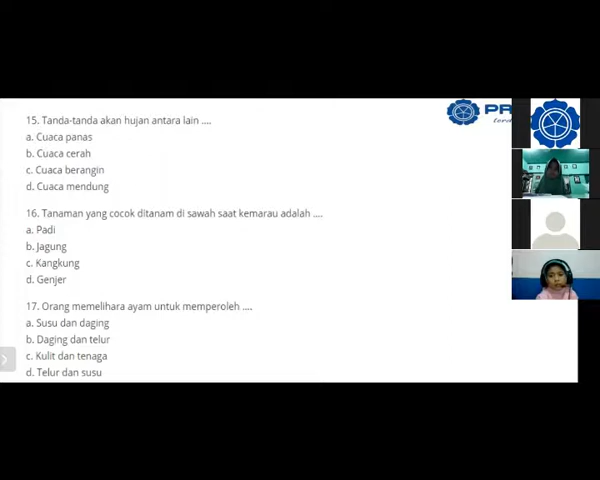 15. Tanda-tanda akan hujan antara lain ....
a. Cuaca panas
b. Cuaca cerah
c. Cuaca berangin
d. Cuaca mendung
16. Tanaman yang cocok ditanam di sawah saat kemarau adalah ....
a. Padi
b. Jagung
c. Kangkung
d. Genjer
17. Orang memelihara ayam untuk memperoleh ....
a. Susu dan daging
b. Daging dan telur
c. Kulit dan tenaga
d. Telur dan susu
PR
terd